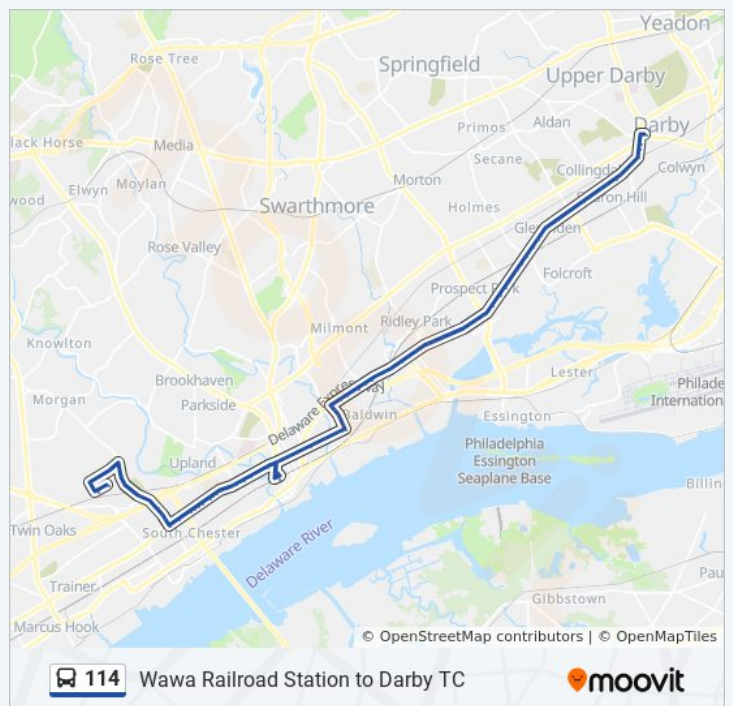 Yeadon
Rose Tree
Springfield
Upper Darby
Primos
Aldan
Darby
lack Horse
Media
Secane
Collingda
Colwyn
Elwyn
Moylan
Morton
wood
Swarthmore
Holmes
Sharon Hill
Glenolden
Rose Valley
Folcroft
Prospect Park
Ridley Park
Milmont
Knowlton
Brookhaven
Lester
Morgan
Parkside
Delaware Expressway
Baldwin
Essington
Philade
Internation
Upland
Philadelphia
Essington
Seaplane Base
Billin
Twin Oaks
South Chester
Delaware River
Trainer
Pau
Gibbstown
Marcus Hook
© OpenStreetMap contributors | © OpenMapTiles
114 Wawa Railroad Station to Darby TC
moovit